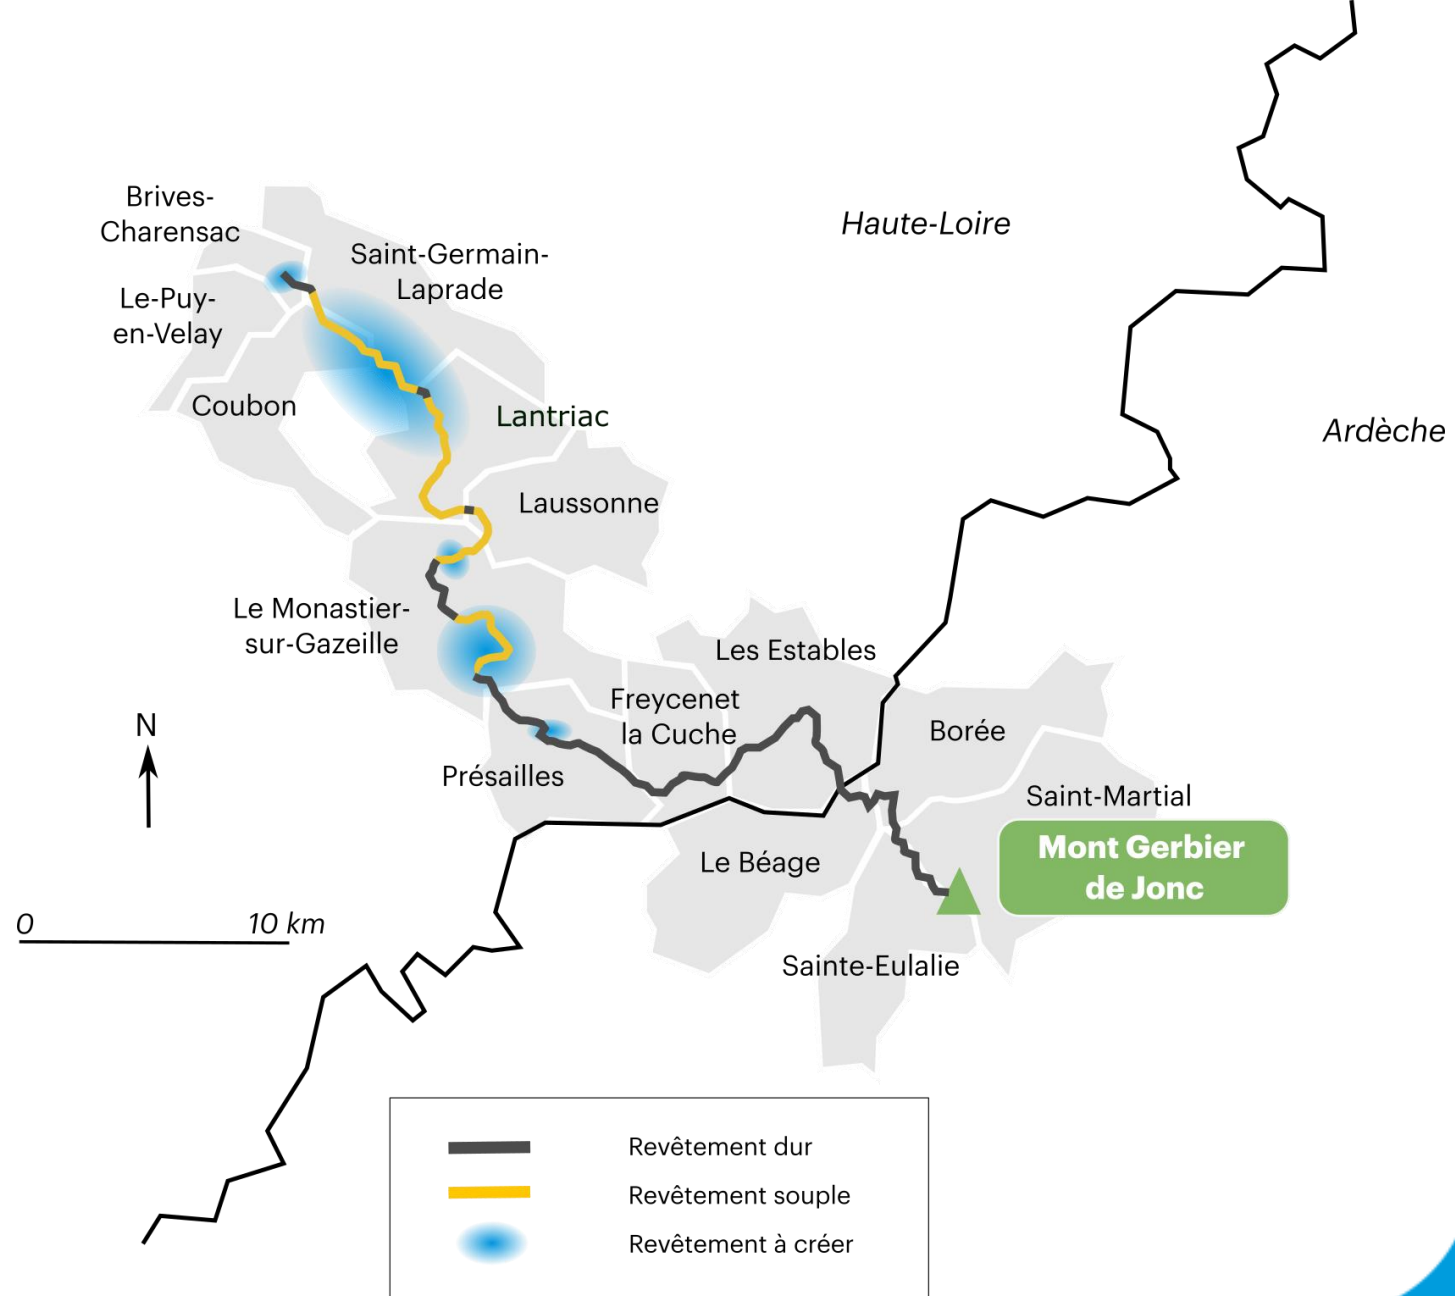 Brives-
Charensac
Saint-Germain-
Laprade
Haute-Loire
Le-Puy-
en-Velay
Coubon
Lantriac
Ardèche
Laussonne
Le Monastier-
sur-Gazeille
Les Estables
Freycenet
la Cuche
Borée
N
Présailles
Saint-Martial
Mont Gerbier
de Jonc
Le Béage
0
10 km
Sainte-Eulalie
Revêtement dur
Revêtement souple
Revêtement à créer